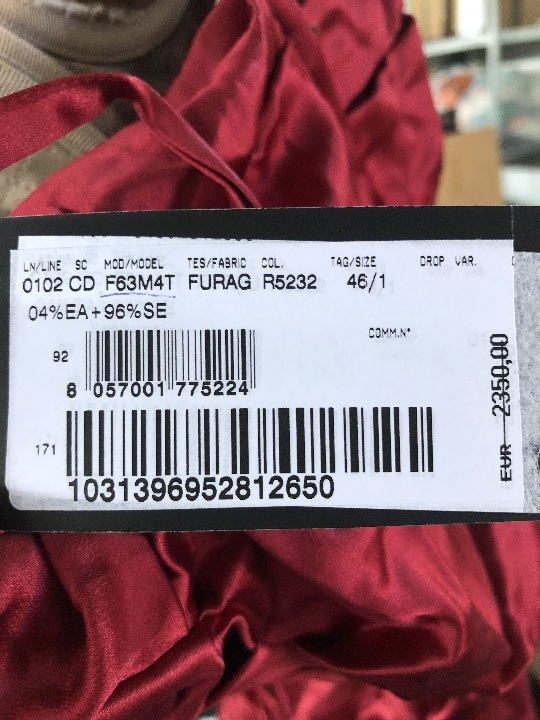 LN/LINE SC MOD/MODEL TES/FABRIC COL. TAG/SIZE DROP VAR.
0102 CD F63M4T FURAG R5232 46/1
04%EA+96%SE
COMM.N°
92
8 057001 775224
171
1031396952812650
EUR 2350,00